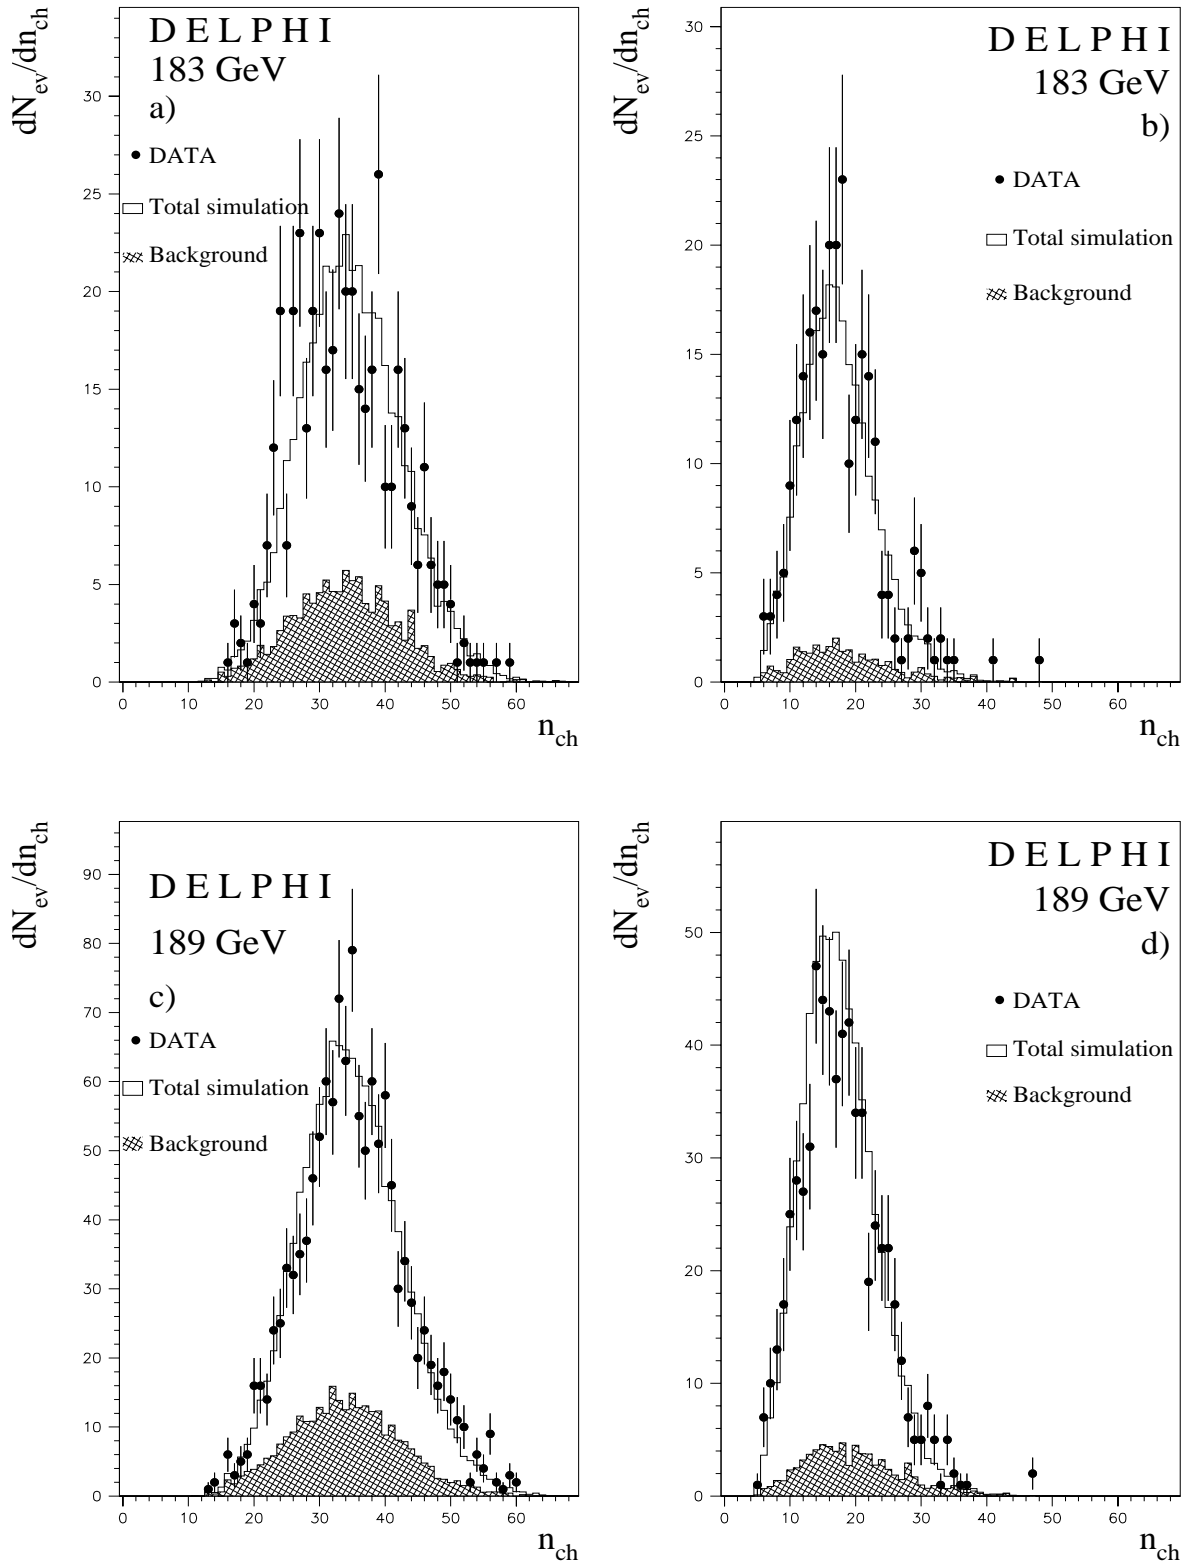 dN_ev/dn_ch
D E L P H I
183 GeV
a)
DATA
Total simulation
Background
30
25
20
15
10
5
0
0 10 20 30 40 50 60
n_ch
dN_ev/dn_ch
D E L P H I
183 GeV
b)
DATA
Total simulation
Background
30
25
20
15
10
5
0
0 10 20 30 40 50 60
n_ch
dN_ev/dn_ch
D E L P H I
189 GeV
c)
DATA
Total simulation
Background
90
80
70
60
50
40
30
20
10
0
0 10 20 30 40 50 60
n_ch
dN_ev/dn_ch
D E L P H I
189 GeV
d)
DATA
Total simulation
Background
50
40
30
20
10
0
0 10 20 30 40 50 60
n_ch